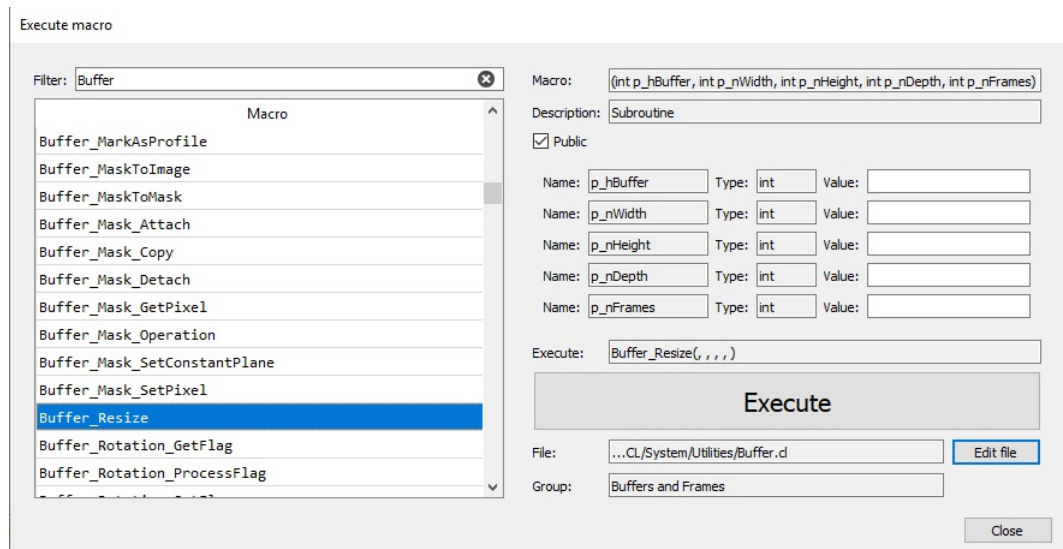 Execute macro
Filter: Buffer
Macro
Buffer_MarkAsProfile
Buffer_MaskToImage
Buffer_MaskToMask
Buffer_Mask_Attach
Buffer_Mask_Copy
Buffer_Mask_Detach
Buffer_Mask_GetPixel
Buffer_Mask_Operation
Buffer_Mask_SetConstantPlane
Buffer_Mask_SetPixel
Buffer_Resize
Buffer_Rotation_GetFlag
Buffer_Rotation_ProcessFlag
Macro: (int p_hBuffer, int p_nWidth, int p_nHeight, int p_nDepth, int p_nFrames)
Description: Subroutine
Public
Name: p_hBuffer Type: int Value:
Name: p_nWidth Type: int Value:
Name: p_nHeight Type: int Value:
Name: p_nDepth Type: int Value:
Name: p_nFrames Type: int Value:
Execute: Buffer_Resize(, , , , )
Execute
File: ...CL/System/Utilities/Buffer.cl Edit file
Group: Buffers and Frames
Close